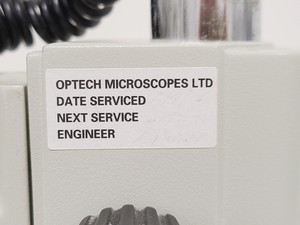 OPTECH MICROSCOPES LTD
DATE SERVICED
NEXT SERVICE
ENGINEER